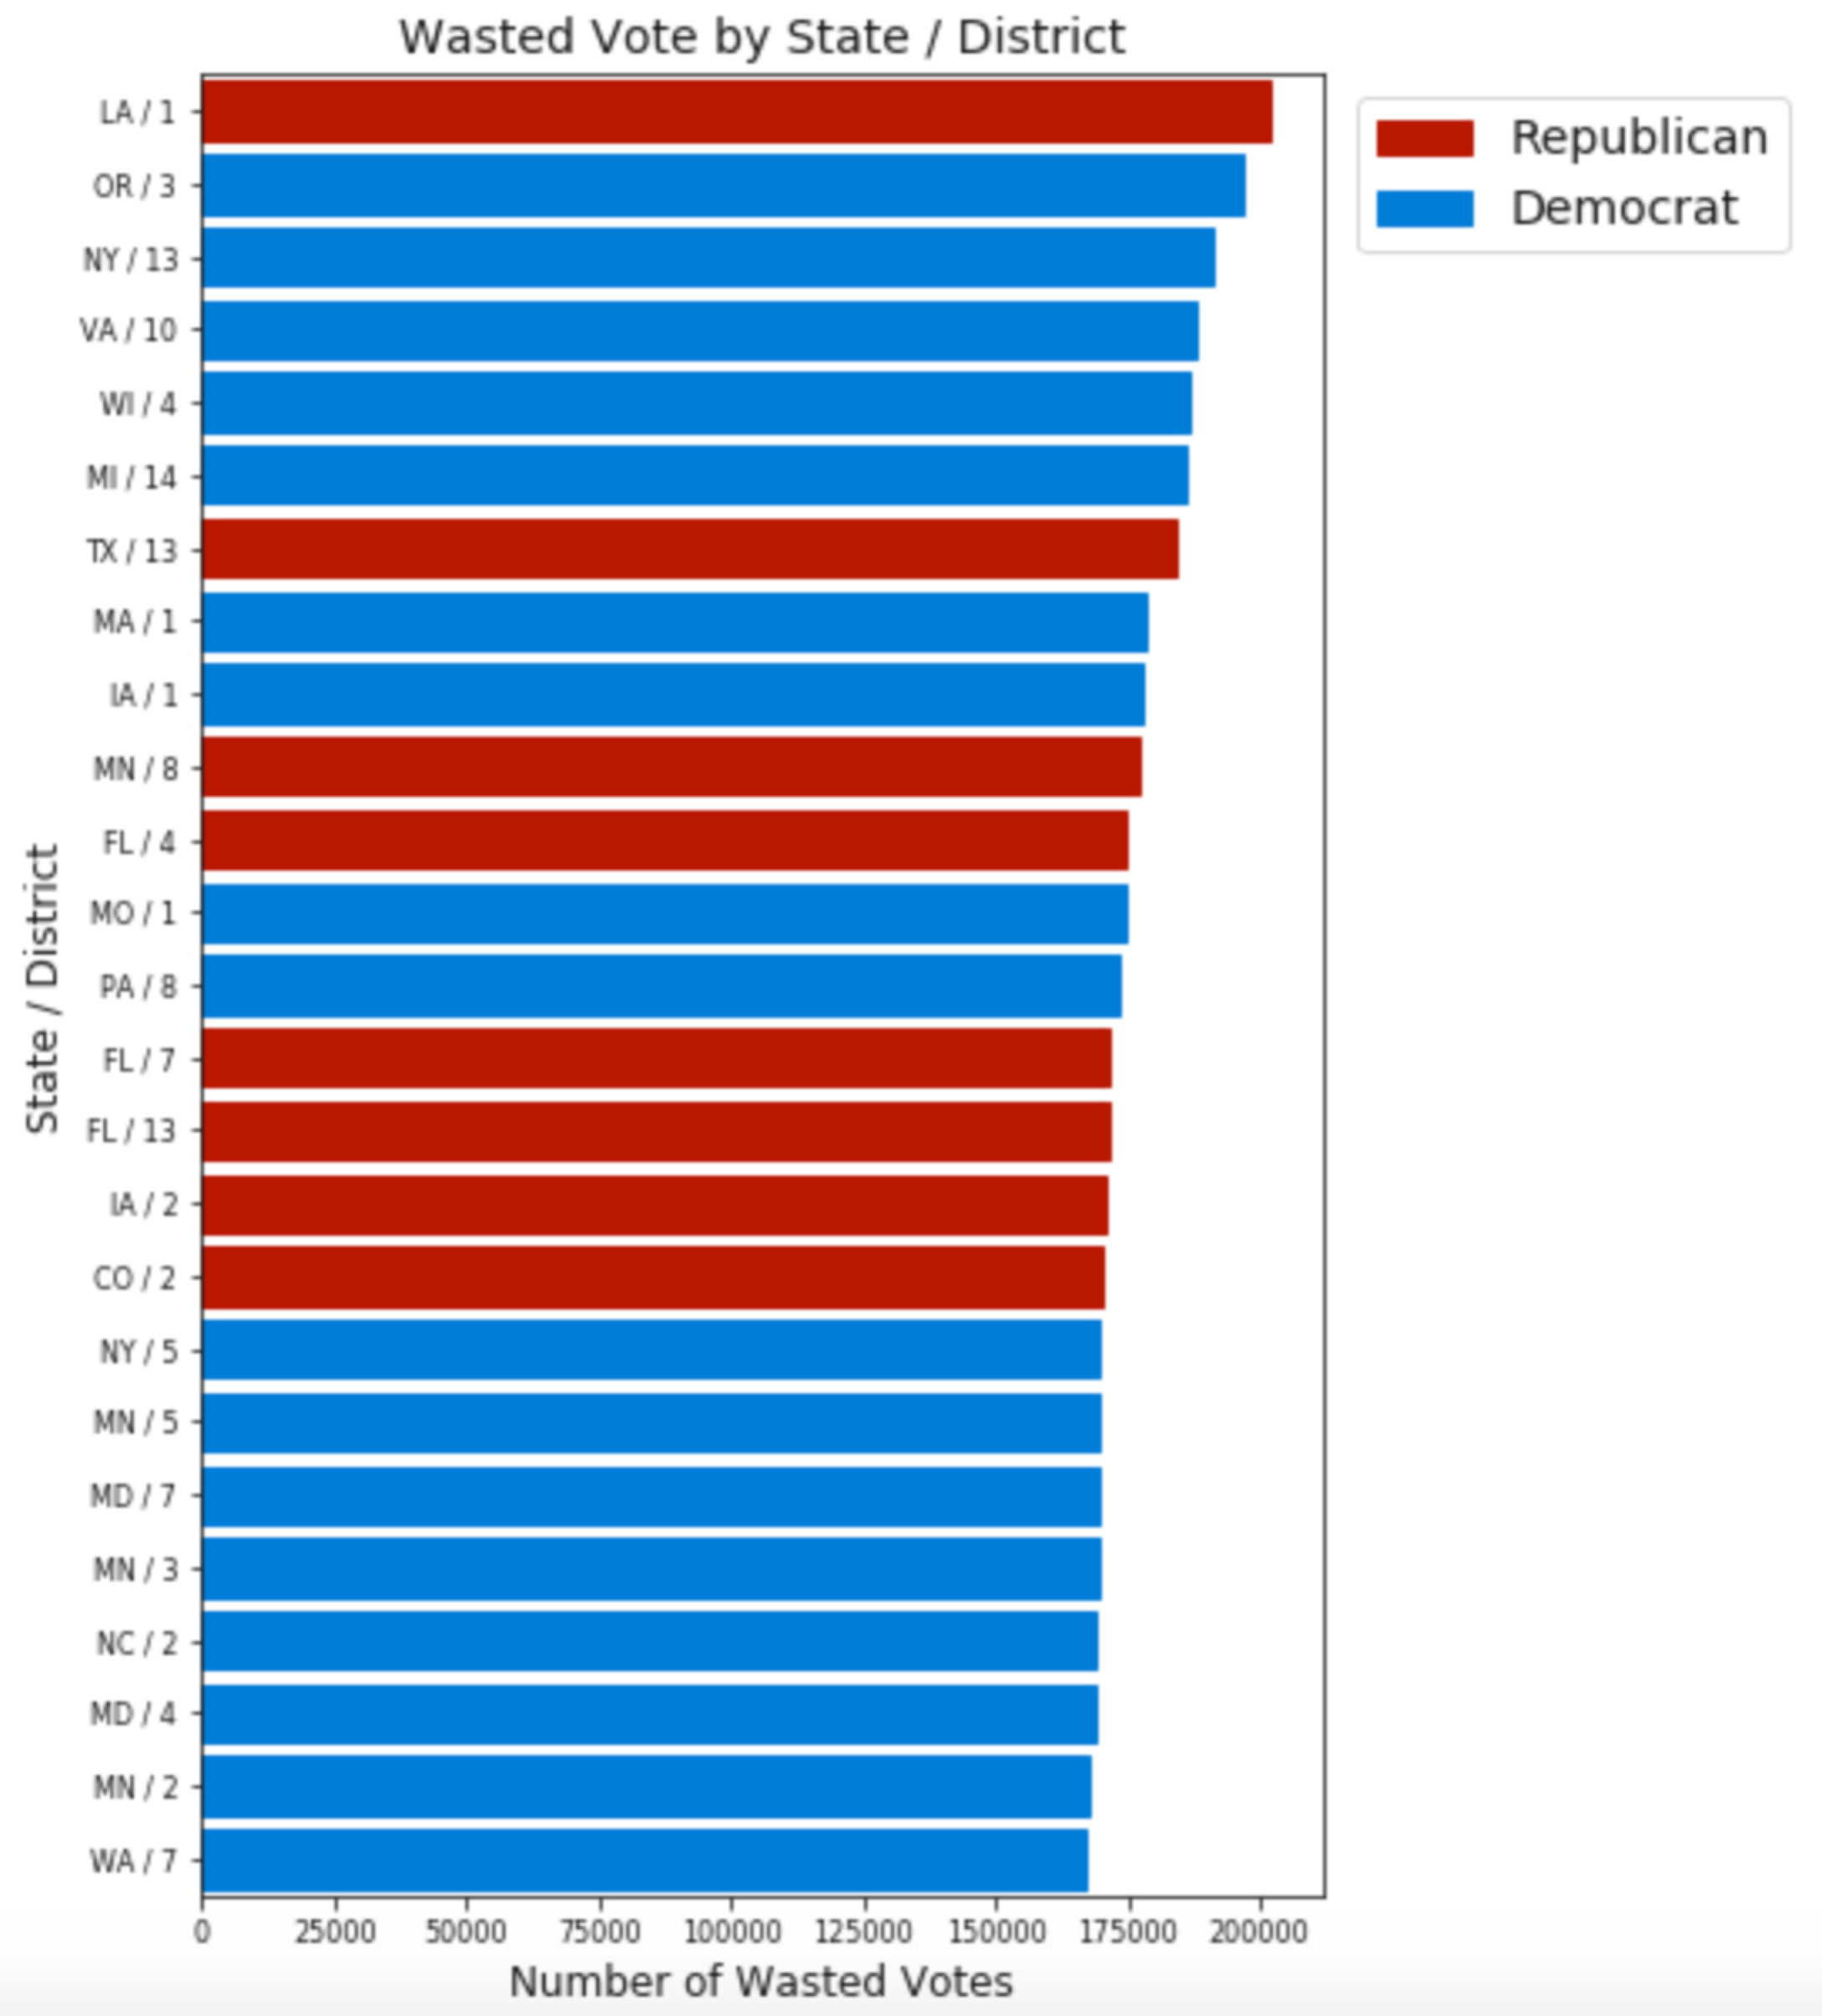 Wasted Vote by State / District
Republican
Democrat
State / District
LA / 1
OR / 3
NY / 13
VA / 10
WI / 4
MI / 14
TX / 13
MA / 1
IA / 1
MN / 8
FL / 4
MO / 1
PA / 8
FL / 7
FL / 13
IA / 2
CO / 2
NY / 5
MN / 5
MD / 7
MN / 3
NC / 2
MD / 4
MN / 2
WA / 7
0 25000 50000 75000 100000 125000 150000 175000 200000
Number of Wasted Votes